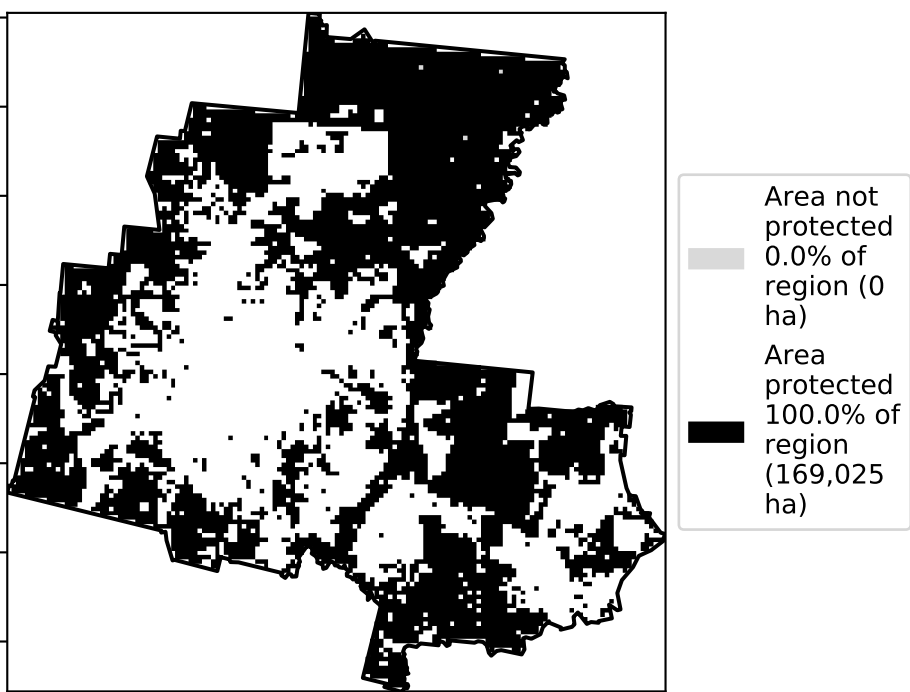 Area not
protected
0.0% of
region (0
ha)
Area
protected
100.0% of
region
(169,025
ha)